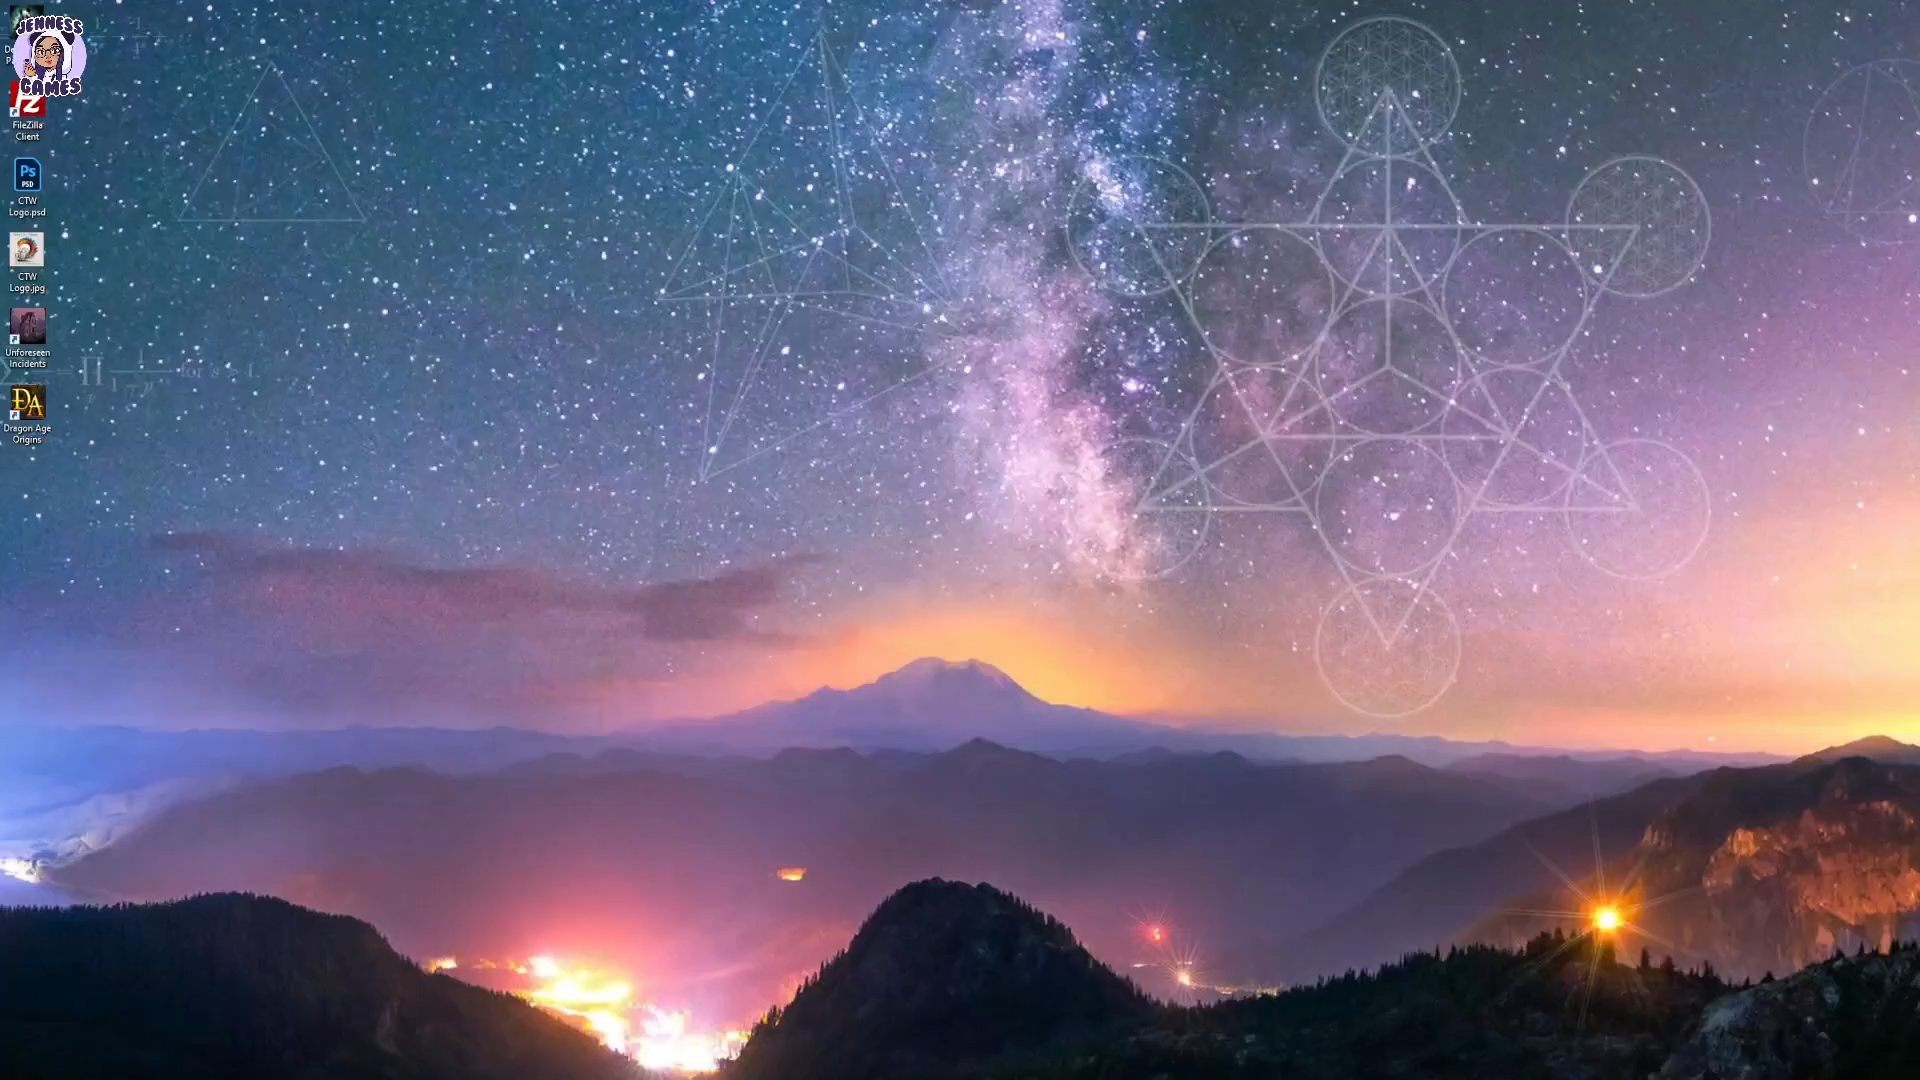 JENNESS
GAMES
FileZilla
Client
Ps
PSD
CTW
Logo.psd
CTW
Logo.jpg
Unforeseen
Incidents
DA
Dragon Age
Origins